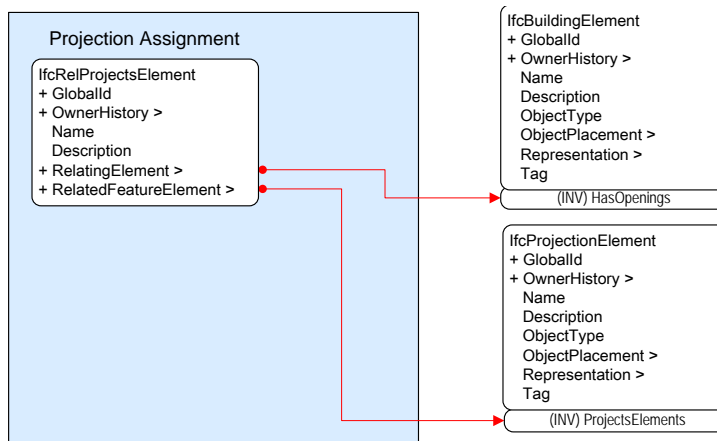 Projection Assignment
IfcRelProjectsElement
+ GlobalId
+ OwnerHistory >
Name
Description
+ RelatingElement >
+ RelatedFeatureElement >
IfcBuildingElement
+ GlobalId
+ OwnerHistory >
Name
Description
ObjectType
ObjectPlacement >
Representation >
Tag
(INV) HasOpenings
IfcProjectionElement
+ GlobalId
+ OwnerHistory >
Name
Description
ObjectType
ObjectPlacement >
Representation >
Tag
(INV) ProjectsElements